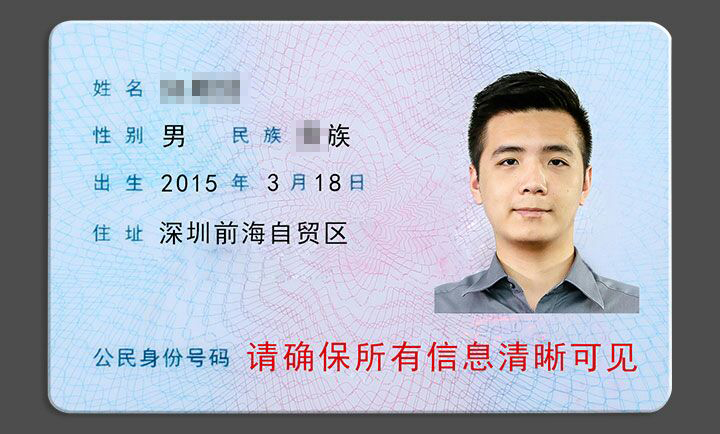 姓名
性别 男 民族 族
出生 2015 年 3 月 18 日
住址 深圳前海自贸区
公民身份号码 请确保所有信息清晰可见